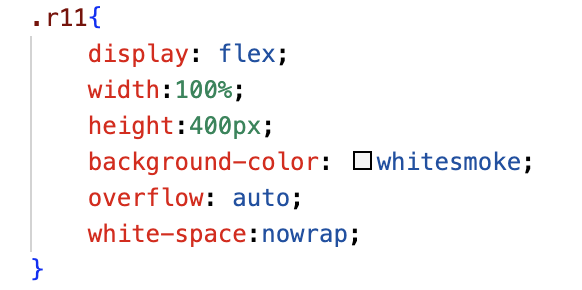 .r11{
display: flex;
width:100%;
height:400px;
background-color: whitesmoke;
overflow: auto;
white-space:nowrap;
}